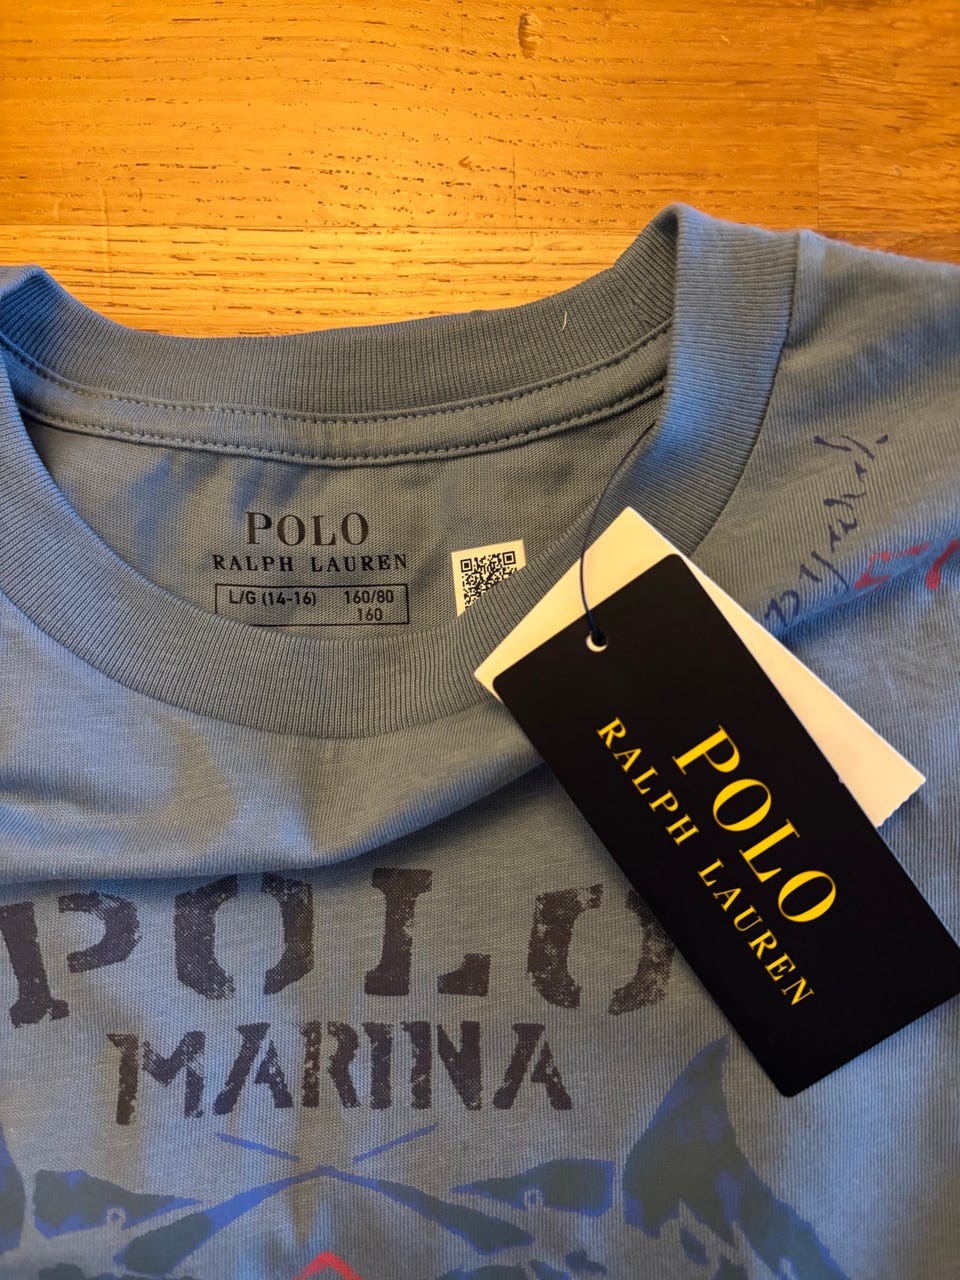 POLO
RALPH LAUREN
L/G (14-16) 160/80
160
POLO
RALPH LAUREN
POLO
MARINA